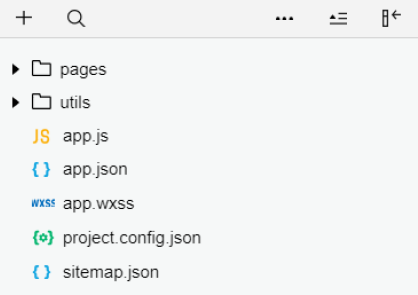 pages
utils
JS app.js
{ } app.json
WXSS app.wxss
project.config.json
{ } sitemap.json